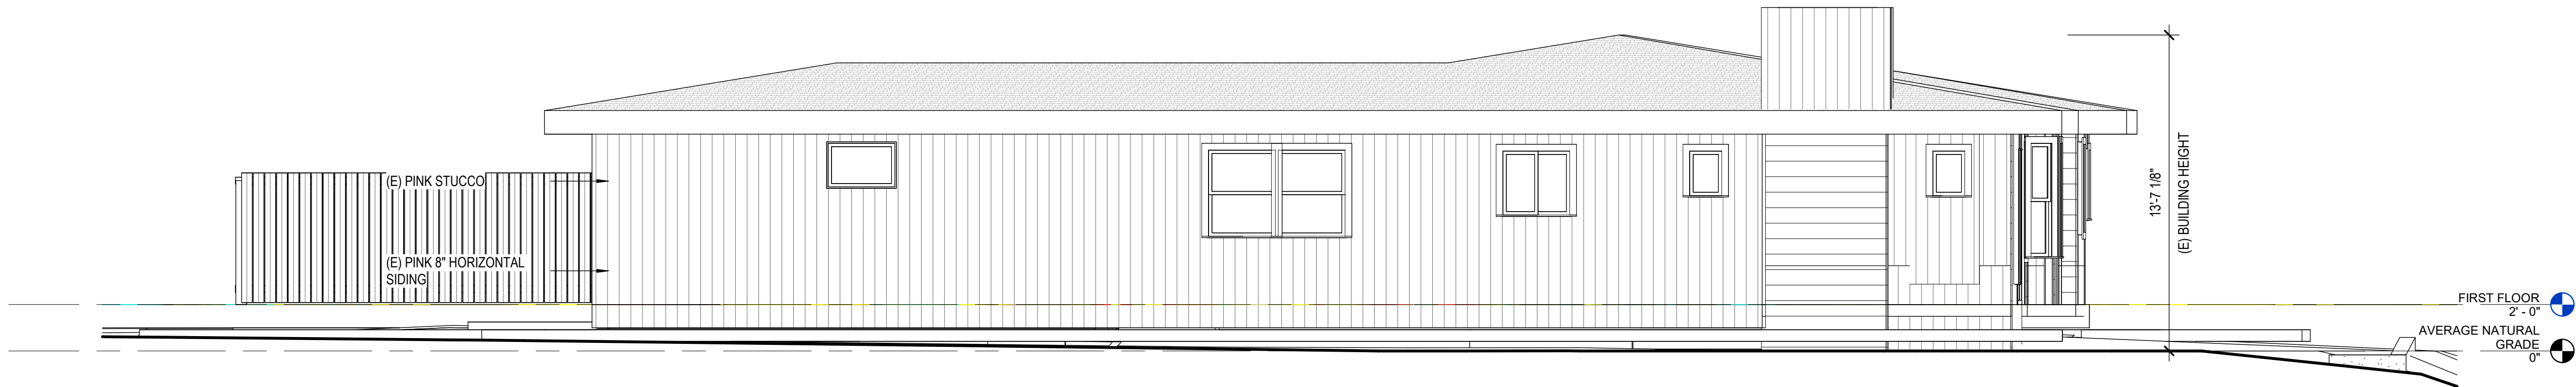 (E) PINK STUCCO
(E) PINK 8" HORIZONTAL
SIDING
13'-7 1/8"
(E) BUILDING HEIGHT
FIRST FLOOR
2' - 0"
AVERAGE NATURAL
GRADE
0"